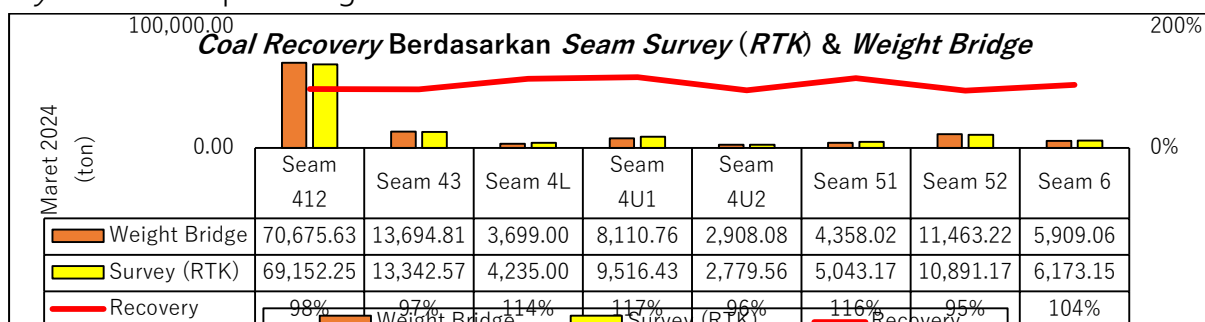 100,000.00
200%
Coal Recovery Berdasarkan Seam Survey (RTK) & Weight Bridge
Maret 2024
(ton)
0.00
0%
Seam 412 Seam 43 Seam 4L Seam 4U1 Seam 4U2 Seam 51 Seam 52 Seam 6
Weight Bridge 70,675.63 13,694.81 3,699.00 8,110.76 2,908.08 4,358.02 11,463.22 5,909.06
Survey (RTK) 69,152.25 13,342.57 4,235.00 9,516.43 2,779.56 5,043.17 10,891.17 6,173.15
Recovery 98% 97% 114% 117% 96% 116% 95% 104%
Weight Bridge Survey (RTK) Recovery